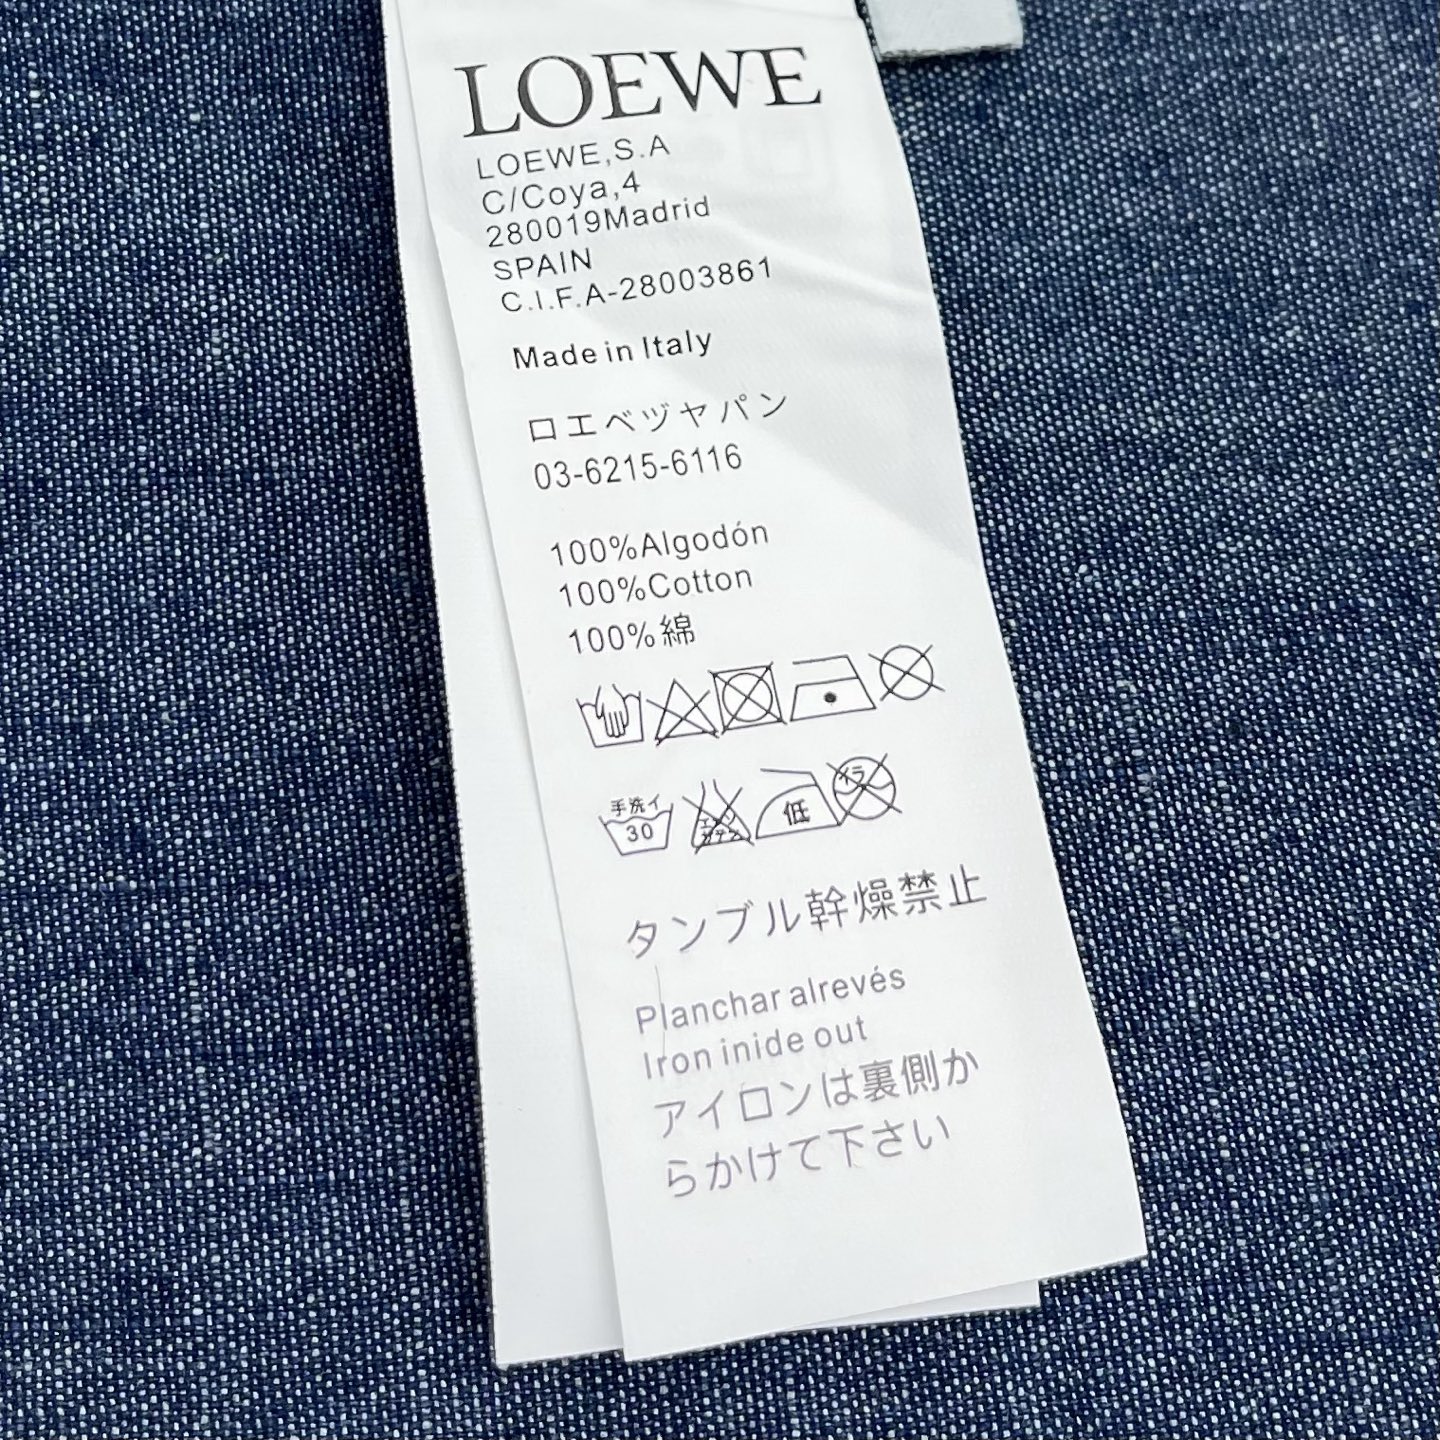 LOEWE
LOEWE,S.A
C/Coya,4
280019Madrid
SPAIN
C.I.F.A-28003861
Made in Italy
ロエベヅヤパン
03-6215-6116
100%Algodón
100%Cotton
100%綿
手洗イ
30
低
タンブル幹燥禁止
Planchar alrevés
Iron inide out
アイロンは裏側か
らかけて下さい